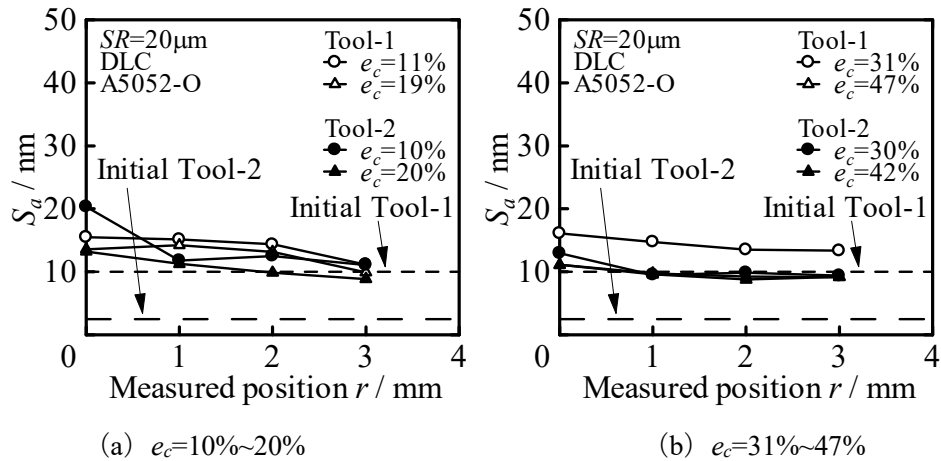 50
40
30
20
10
0
S_a / nm
SR=20μm
DLC
A5052-O
Tool-1
e_c=11%
e_c=19%
Tool-2
e_c=10%
e_c=20%
Initial Tool-2
Initial Tool-1
1 2 3 4
Measured position r / mm
(a) e_c=10%~20%
50
40
30
20
10
0
S_a / nm
SR=20μm
DLC
A5052-O
Tool-1
e_c=31%
e_c=47%
Tool-2
e_c=30%
e_c=42%
Initial Tool-2
Initial Tool-1
1 2 3 4
Measured position r / mm
(b) e_c=31%~47%